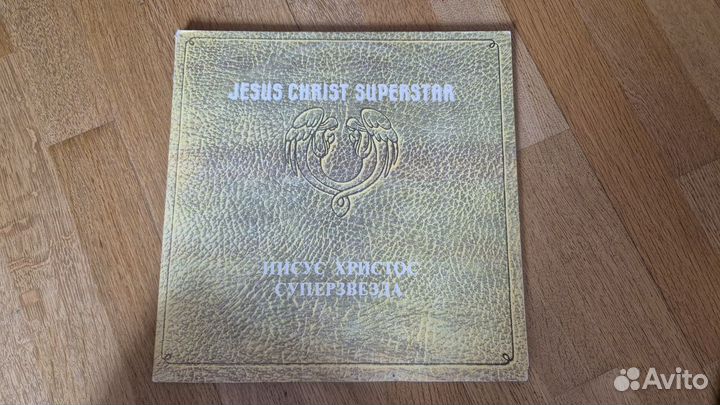 JESUS CHRIST SUPERSTAR
ИИСУС ХРИСТОС
СУПЕРЗВЕЗДА
Avito